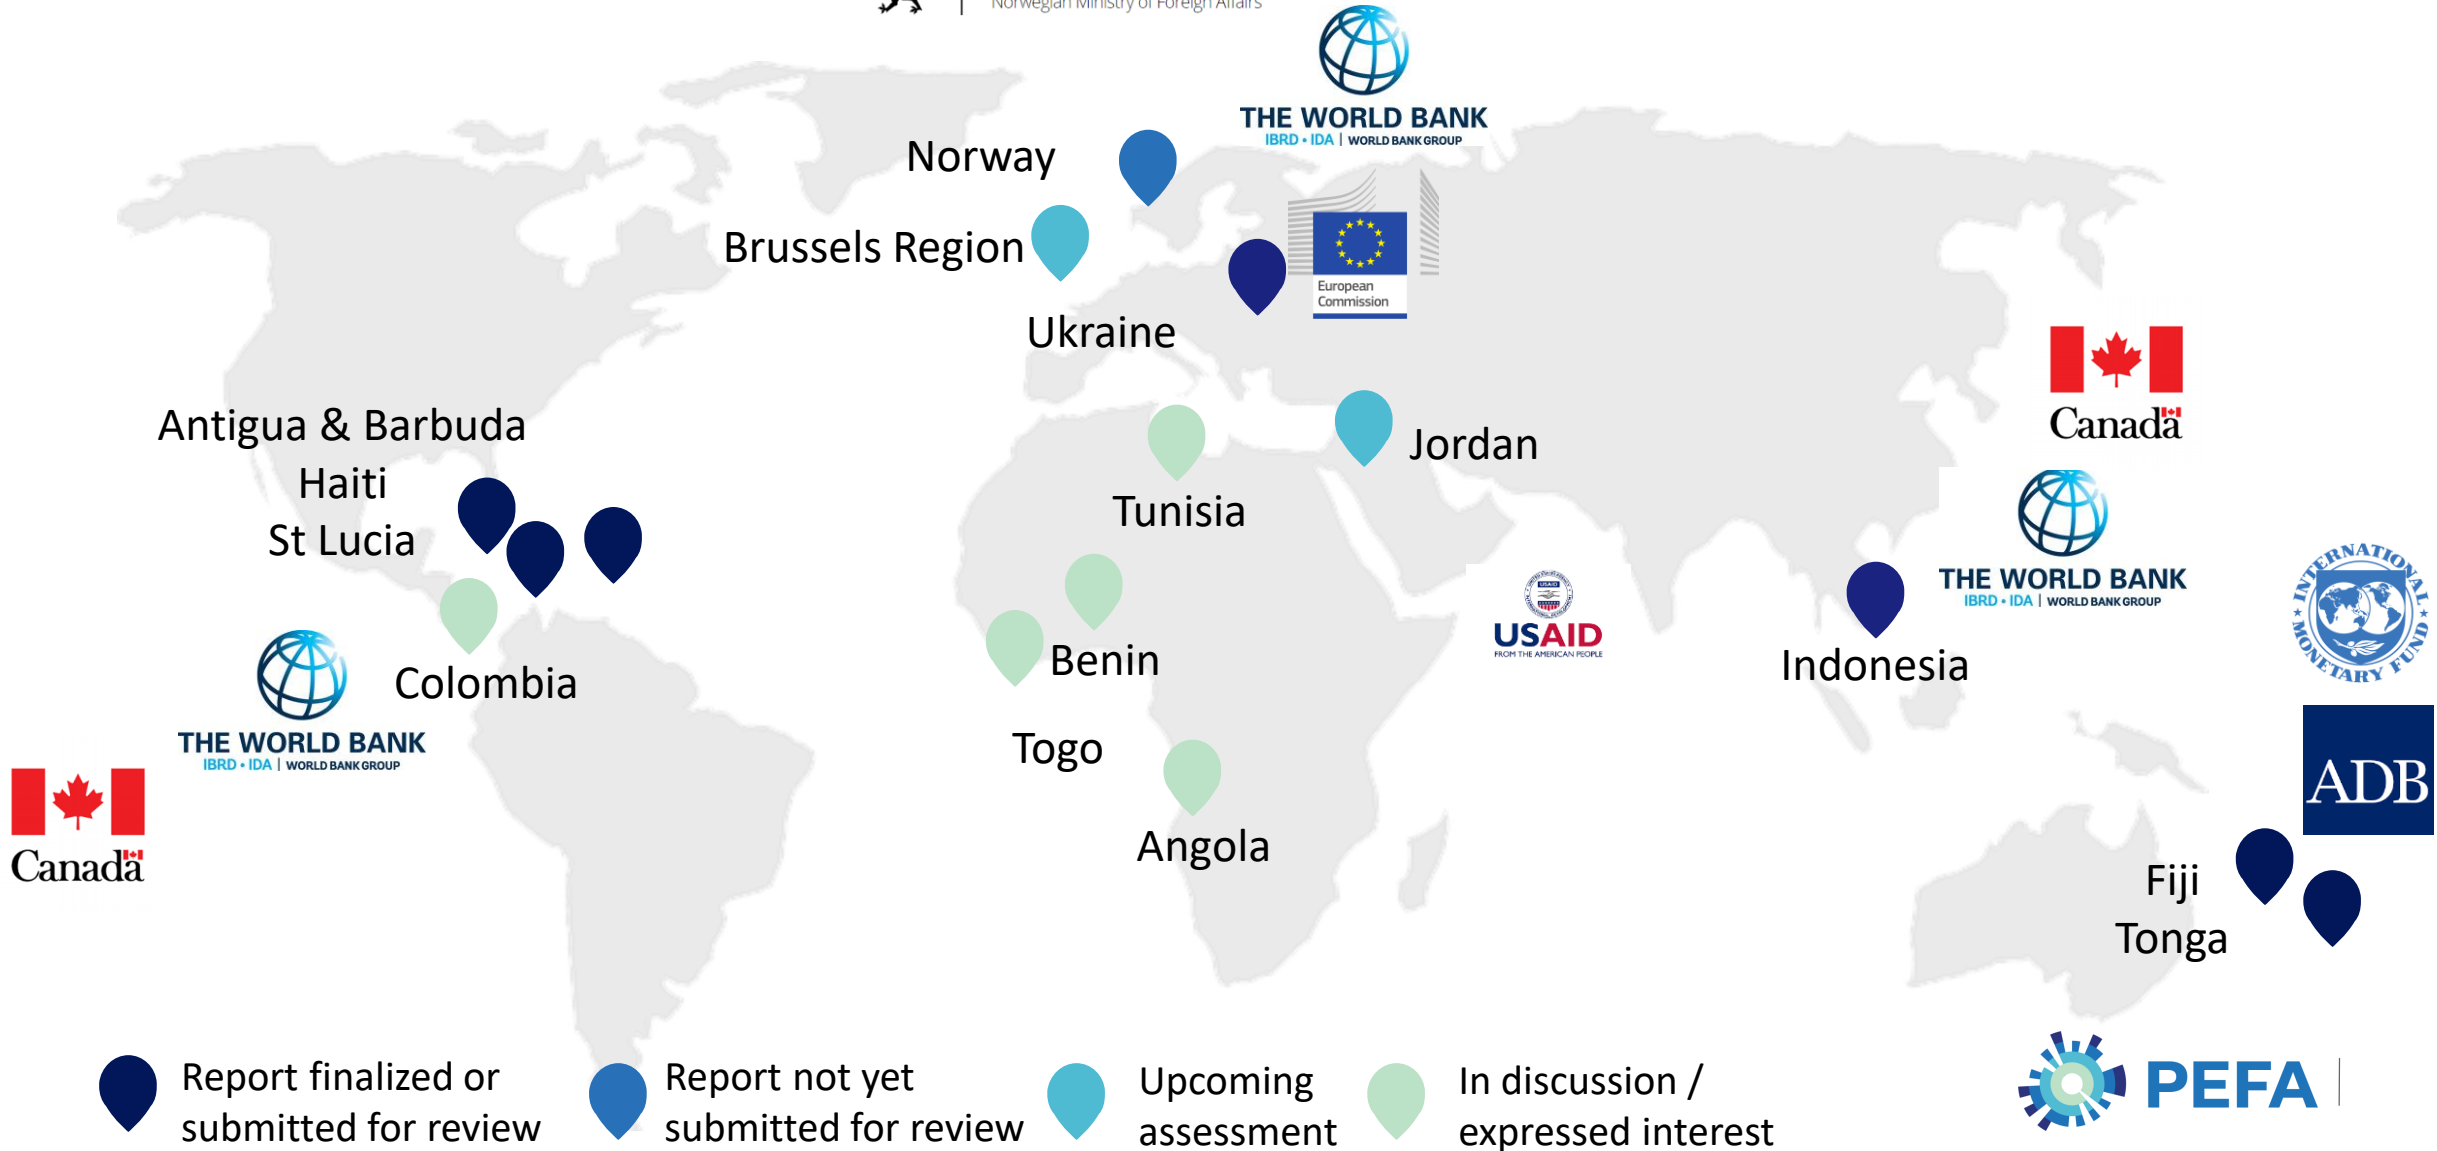 Norwegian Ministry of Foreign Affairs
THE WORLD BANK
IBRD • IDA | WORLD BANK GROUP
Norway
Brussels Region
European
Commission
Ukraine
Canada
Antigua & Barbuda
Haiti
St Lucia
Jordan
Tunisia
THE WORLD BANK
IBRD • IDA | WORLD BANK GROUP
INTERNATIONAL MONETARY FUND
USAID
USAID
FROM THE AMERICAN PEOPLE
Benin
Indonesia
Colombia
THE WORLD BANK
IBRD • IDA | WORLD BANK GROUP
Togo
ADB
Canada
Angola
Fiji
Tonga
Report finalized or
submitted for review
Report not yet
submitted for review
Upcoming
assessment
In discussion /
expressed interest
PEFA